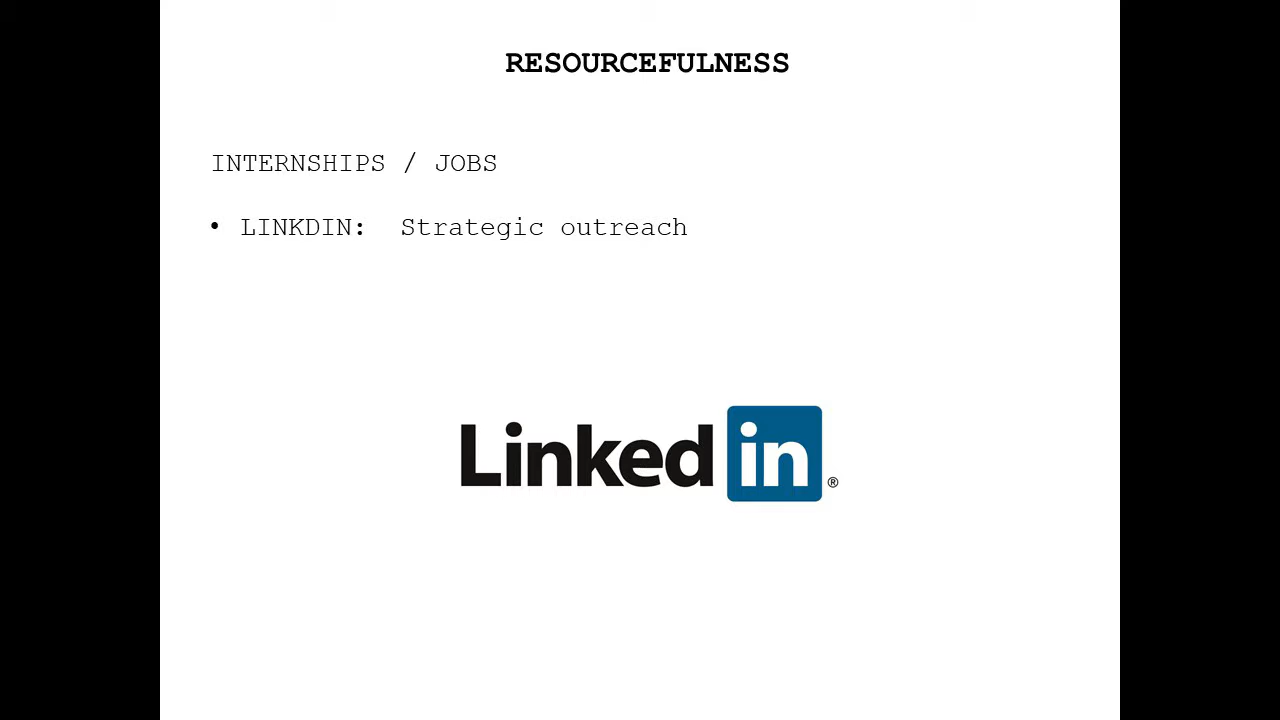 RESOURCEFULNESS
INTERNSHIPS / JOBS
• LINKDIN: Strategic outreach
Linked in ®